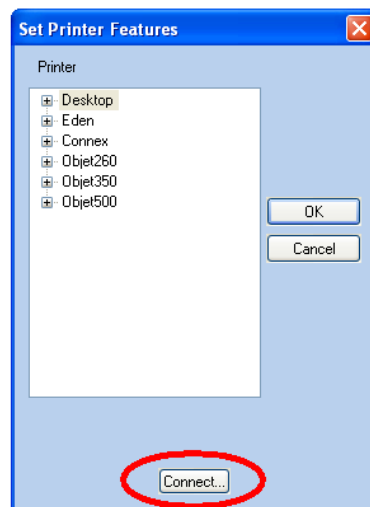 Set Printer Features
Printer
Desktop
Eden
Connex
Objet260
Objet350
Objet500
OK
Cancel
Connect...